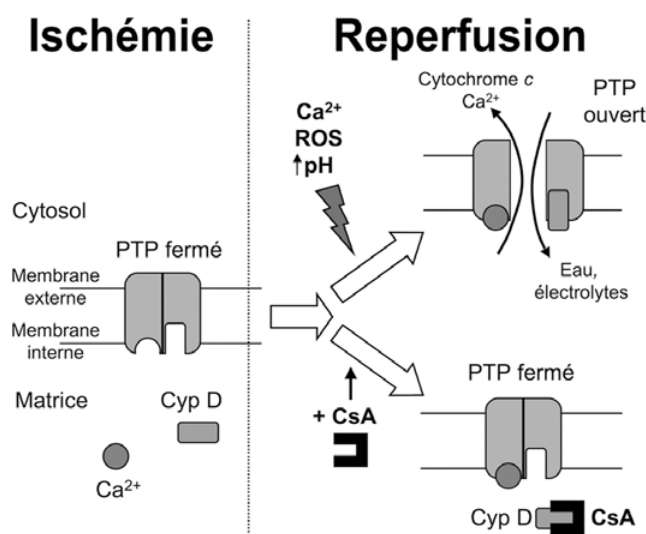 Ischémie
Reperfusion
Cytosol
PTP fermé
Membrane
externe
Membrane
interne
Matrice
Cyp D
Ca²⁺
Ca²⁺
ROS
↑pH
Cytochrome c
Ca²⁺
PTP
ouvert
Eau,
électrolytes
+ CsA
PTP fermé
Cyp D
CsA